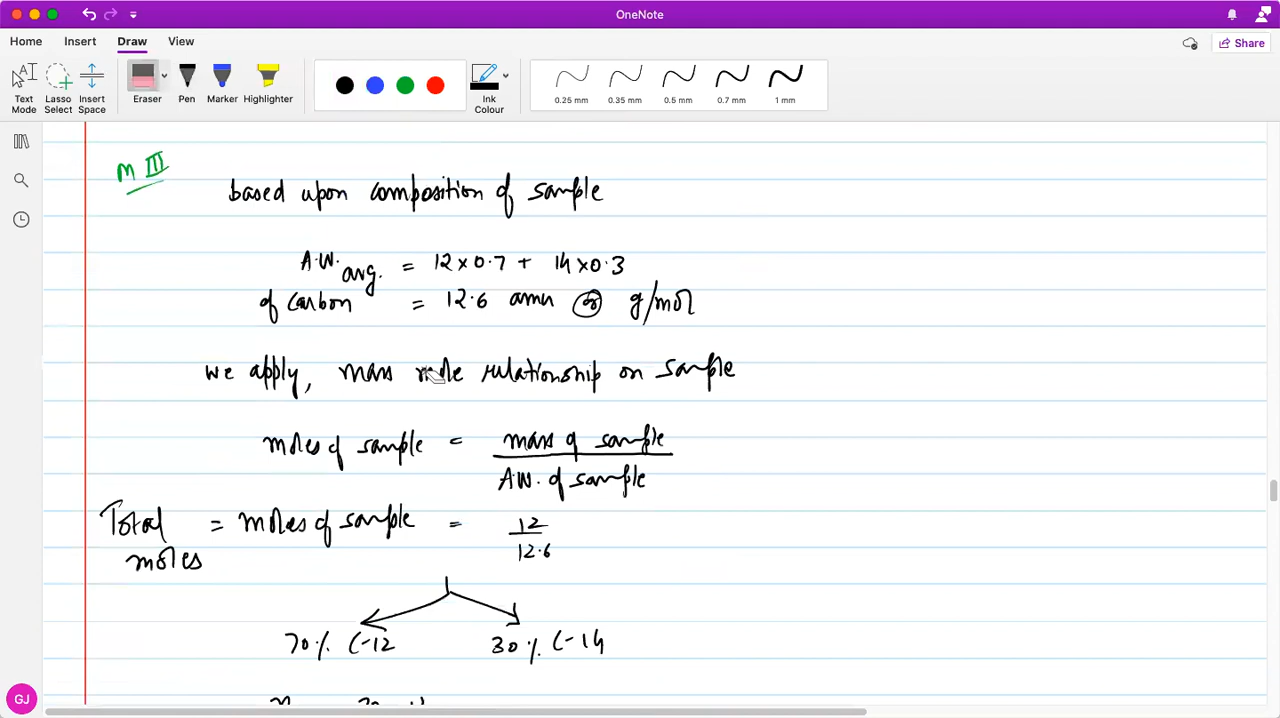 OneNote
Home Insert Draw View
Share
Text Mode
Lasso Select
Insert Space
Eraser
Pen
Marker
Highlighter
Ink Colour
0.25 mm 0.35 mm 0.5 mm 0.7 mm 1 mm
M III
based upon composition of sample
A.W. avg. = 12 × 0.7 + 14 × 0.3
of carbon = 12.6 amu or g/mol
we apply, mass mole relationship on sample
moles of sample = mass of sample / A.W. of sample
Total moles = moles of sample = 12 / 12.6
70% C-12 30% C-14
GJ